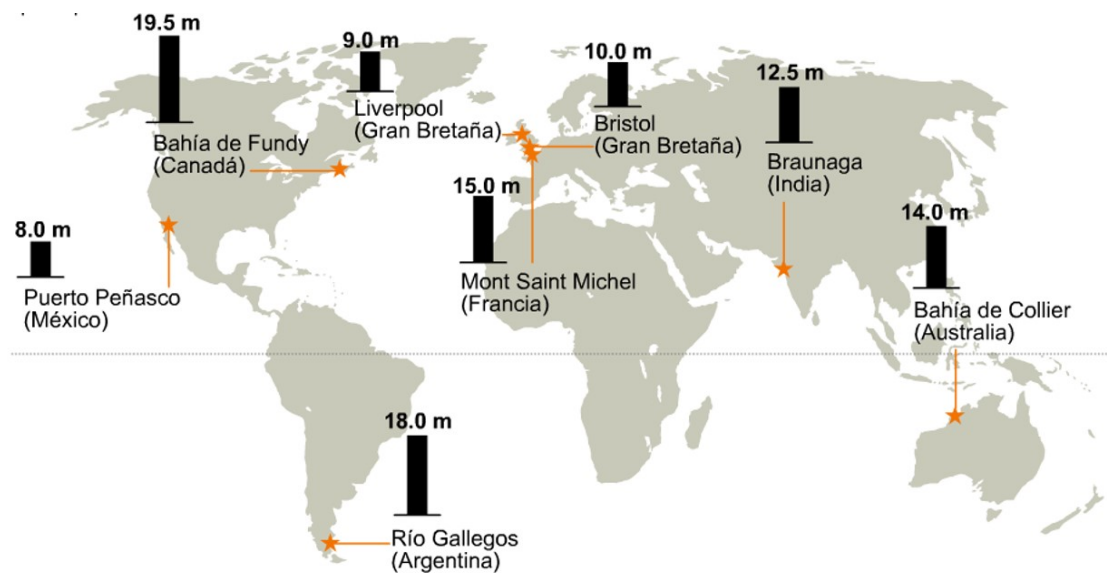 19.5 m
Bahía de Fundy
(Canadá)
9.0 m
Liverpool
(Gran Bretaña)
10.0 m
Bristol
(Gran Bretaña)
12.5 m
Braunaga
(India)
8.0 m
Puerto Peñasco
(México)
15.0 m
Mont Saint Michel
(Francia)
14.0 m
Bahía de Collier
(Australia)
18.0 m
Río Gallegos
(Argentina)